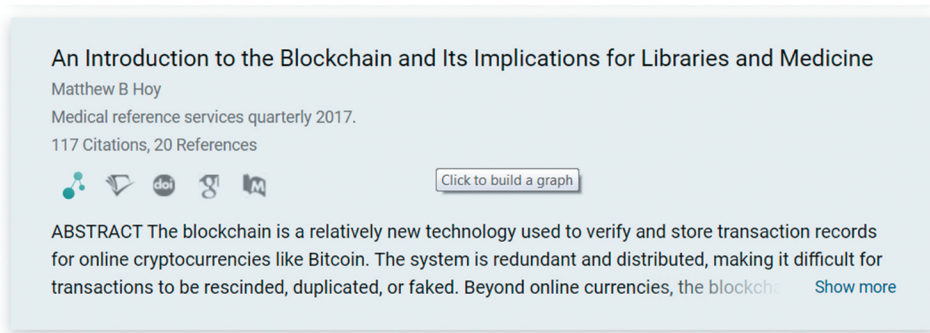 An Introduction to the Blockchain and Its Implications for Libraries and Medicine
Matthew B Hoy
Medical reference services quarterly 2017.
117 Citations, 20 References
doi g M
Click to build a graph
ABSTRACT The blockchain is a relatively new technology used to verify and store transaction records
for online cryptocurrencies like Bitcoin. The system is redundant and distributed, making it difficult for
transactions to be rescinded, duplicated, or faked. Beyond online currencies, the blockcha Show more